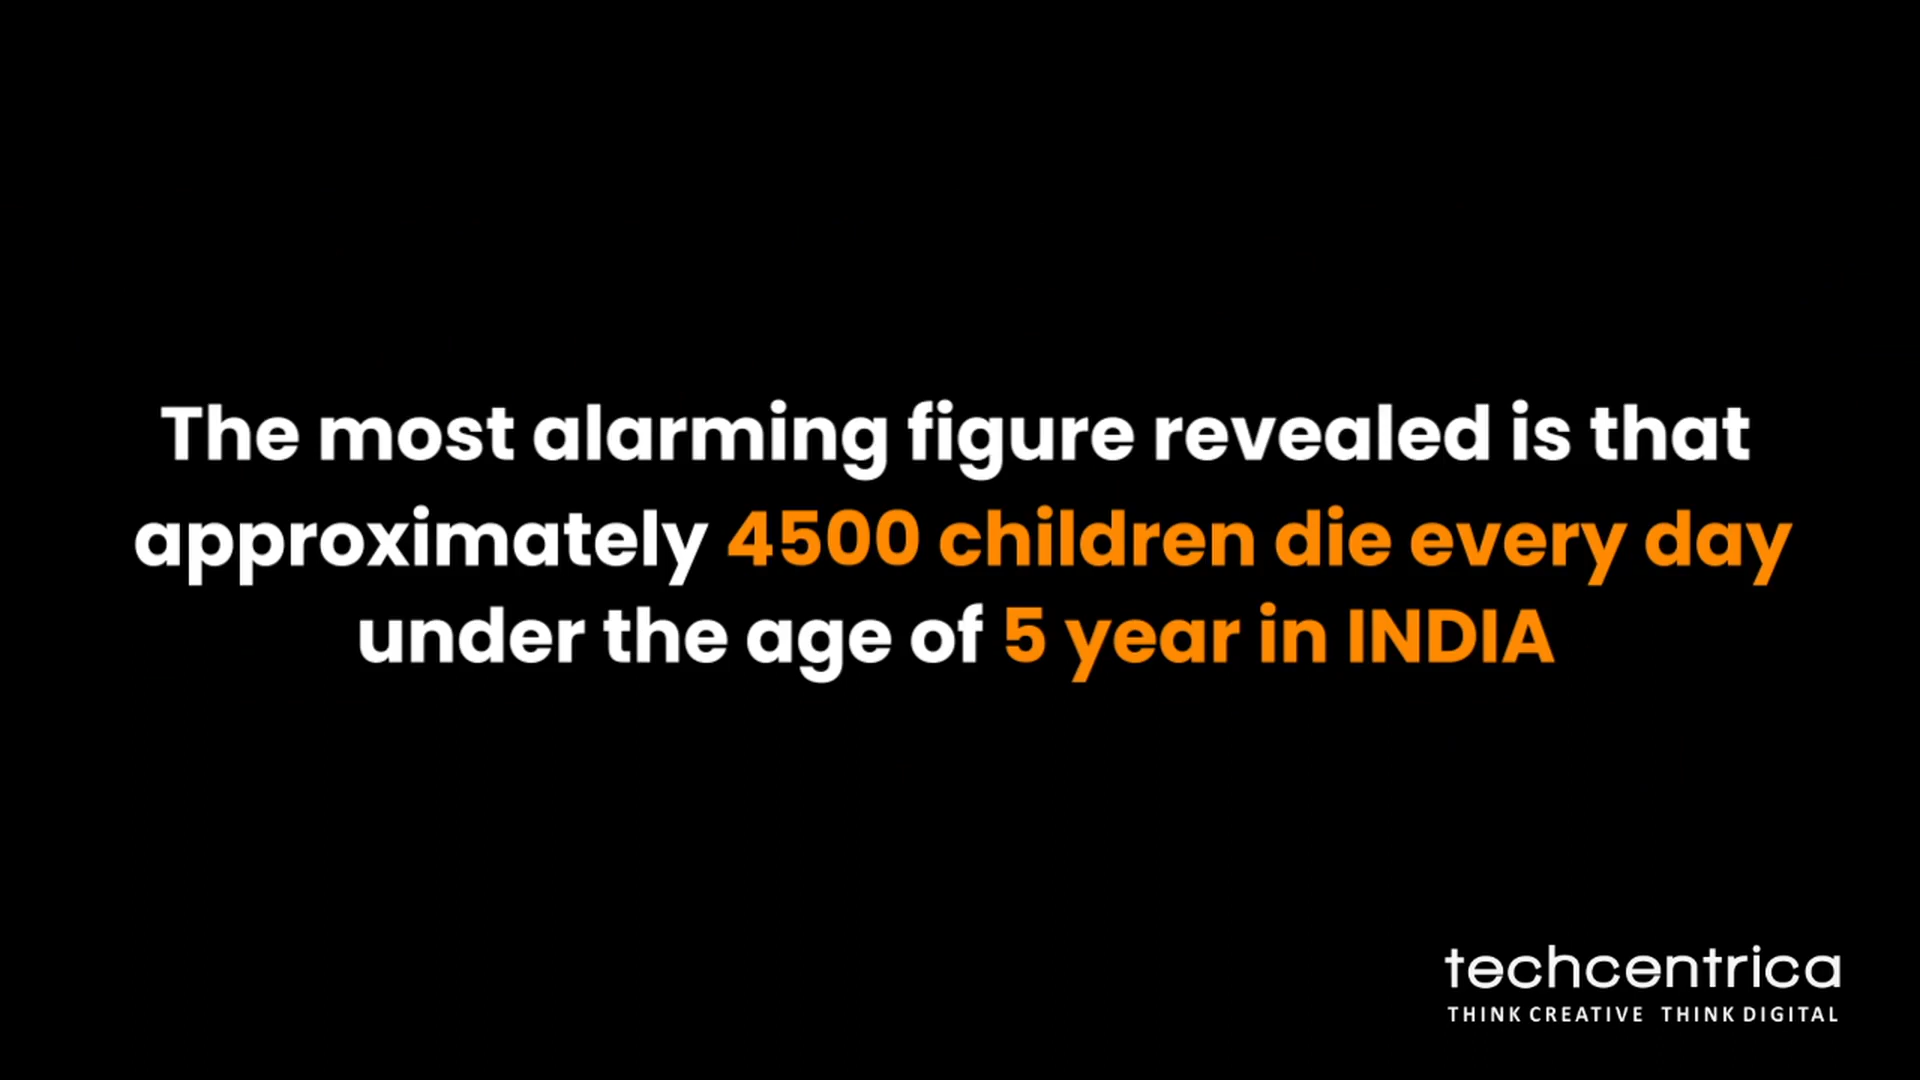 The most alarming figure revealed is that
approximately 4500 children die every day
under the age of 5 year in INDIA
techcentrica
THINK CREATIVE THINK DIGITAL